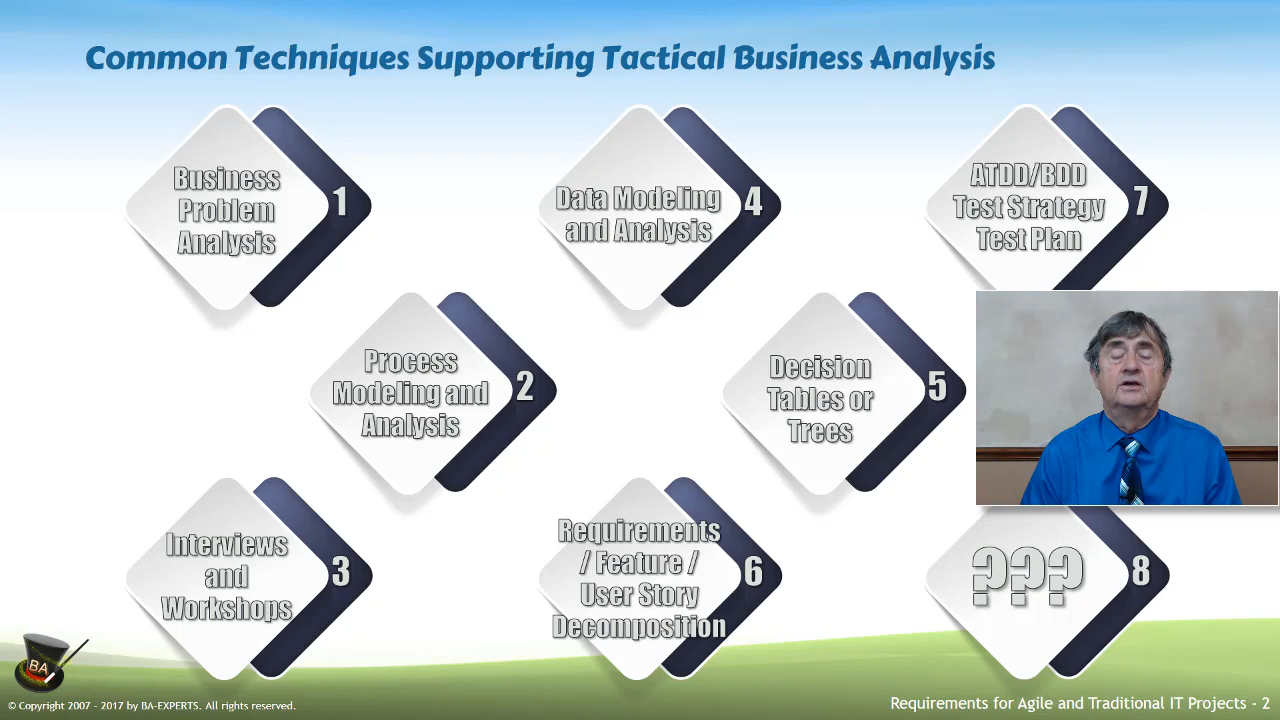 Common Techniques Supporting Tactical Business Analysis
Business
Problem
Analysis
1
Process
Modeling and
Analysis
2
Interviews
and
Workshops
3
Data Modeling
and Analysis
4
Decision
Tables or
Trees
5
Requirements
/ Feature /
User Story
Decomposition
6
ATDD/BDD
Test Strategy
Test Plan
7
???
8
BA
© Copyright 2007 - 2017 by BA-EXPERTS. All rights reserved.
Requirements for Agile and Traditional IT Projects - 2